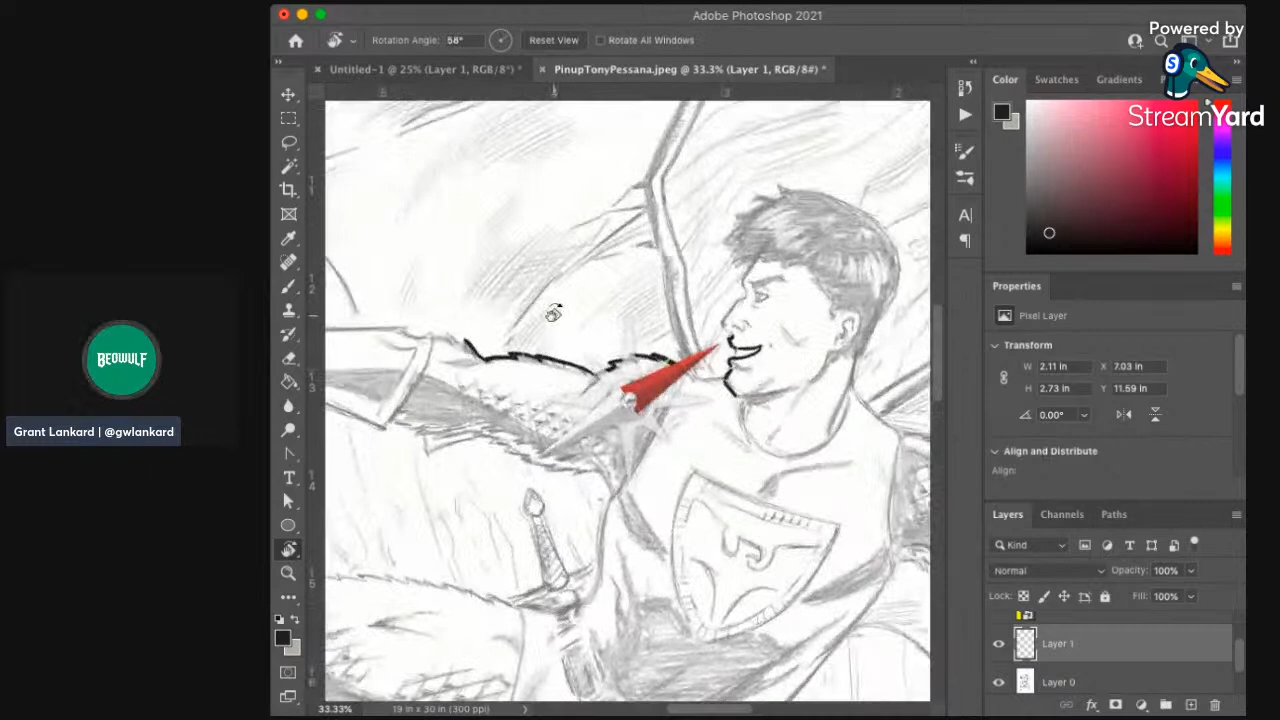 Adobe Photoshop 2021
Powered by
StreamYard
Rotation Angle: 56°
Reset View
Rotate All Windows
Untitled-1 @ 25% (Layer 1, RGB/8*) *
PinupTonyPessana.jpeg @ 33.3% (Layer 1, RGB/8#) *
Color
Swatches
Gradients
Properties
Pixel Layer
Transform
W 2.11 in
X 7.03 in
H 2.73 in
Y 11.59 in
0.00°
Align and Distribute
Align:
Layers
Channels
Paths
Kind
Normal
Opacity: 100%
Lock:
Fill: 100%
Layer 1
Layer 0
33.33%
19 in x 30 in (300 ppi)
BEOWULF
Grant Lankard | @gwlankard